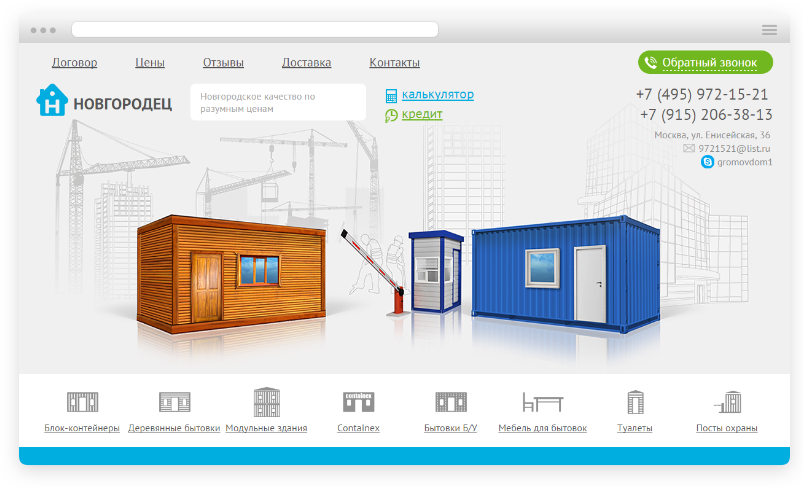 Договор Цены Отзывы Доставка Контакты Обратный звонок
Н НОВГОРОДЕЦ
Новгородское качество по
разумным ценам
калькулятор
кредит
+7 (495) 972-15-21
+7 (915) 206-38-13
Москва, ул. Енисейская, 36
9721521@list.ru
gromovdom1
containex
Блок-контейнеры Деревянные бытовки Модульные здания Containex Бытовки Б/У Мебель для бытовок Туалеты Посты охраны